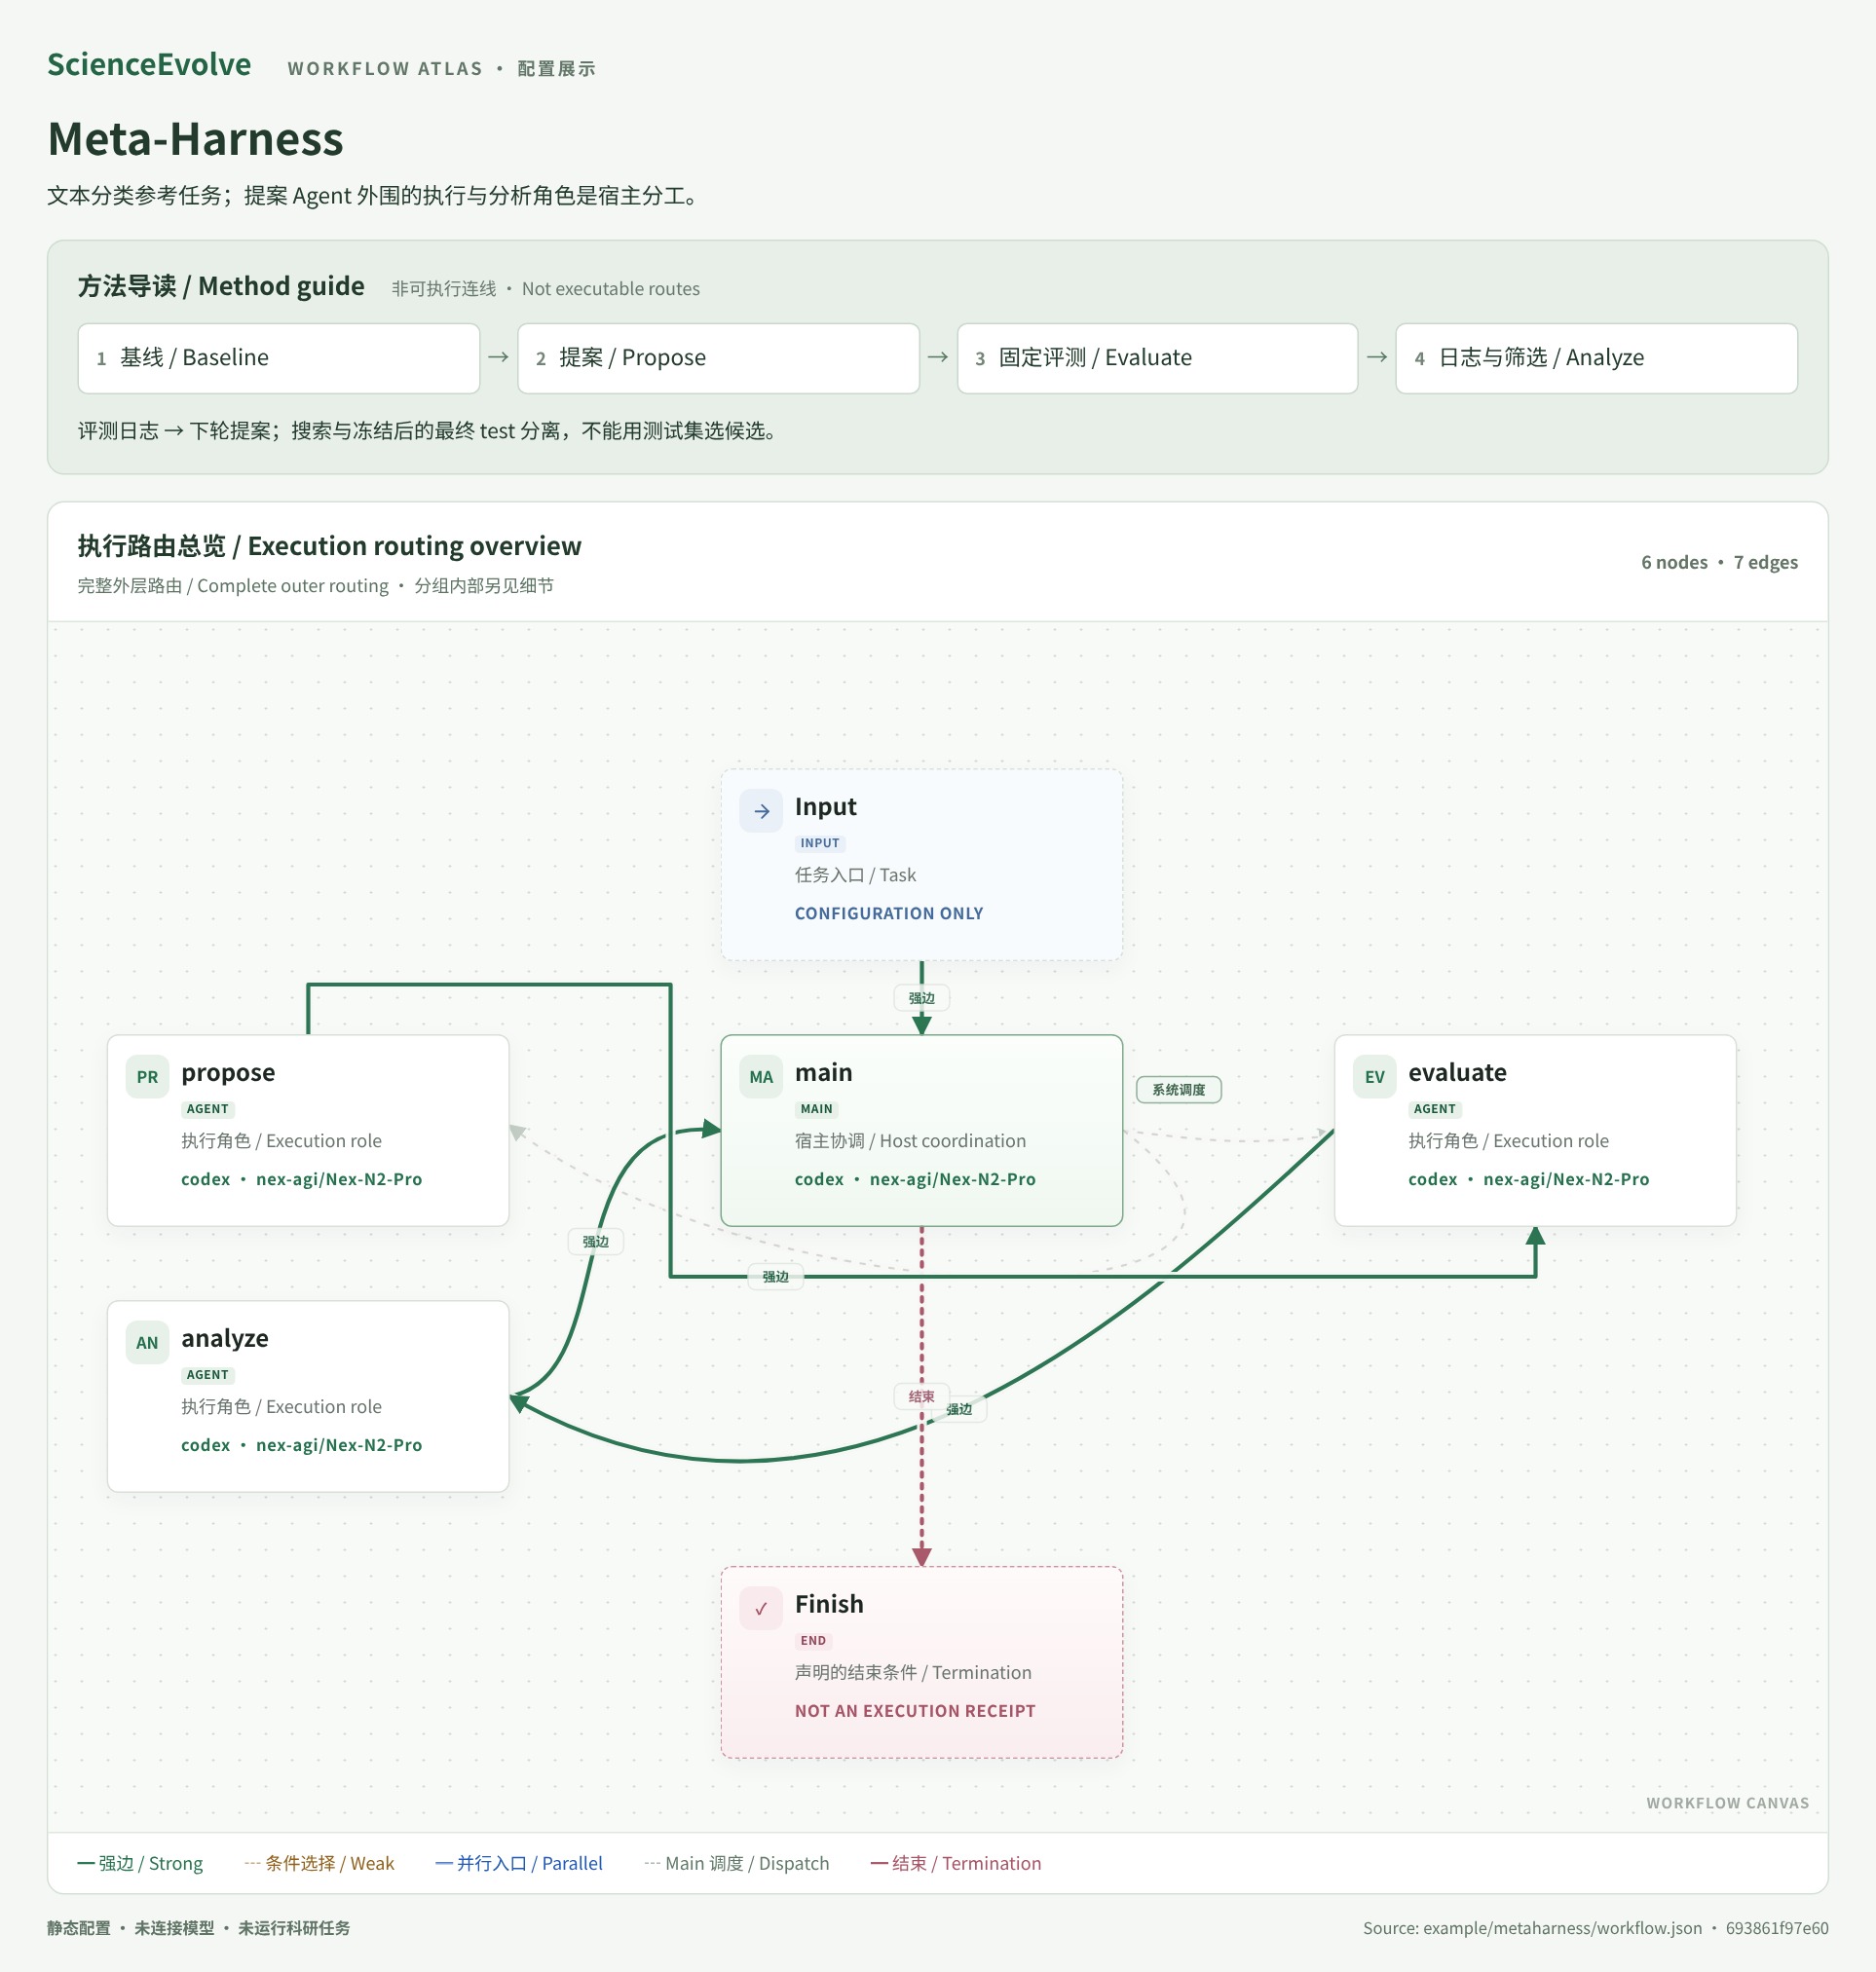 ScienceEvolve WORKFLOW ATLAS • 配置展示
Meta-Harness
文本分类参考任务；提案 Agent 外围的执行与分析角色是宿主分工。
方法导读 / Method guide 非可执行连线 • Not executable routes
1 基线 / Baseline → 2 提案 / Propose → 3 固定评测 / Evaluate → 4 日志与筛选 / Analyze
评测日志 → 下轮提案；搜索与冻结后的最终 test 分离，不能用测试集选候选。
执行路由总览 / Execution routing overview
完整外层路由 / Complete outer routing • 分组内部另见细节
6 nodes • 7 edges
→ Input
INPUT
任务入口 / Task
CONFIGURATION ONLY
强边
PR propose
AGENT
执行角色 / Execution role
codex • nex-agi/Nex-N2-Pro
MA main
MAIN
宿主协调 / Host coordination
codex • nex-agi/Nex-N2-Pro
系统调度
EV evaluate
AGENT
执行角色 / Execution role
codex • nex-agi/Nex-N2-Pro
强边
强边
AN analyze
AGENT
执行角色 / Execution role
codex • nex-agi/Nex-N2-Pro
结束
强边
✓ Finish
END
声明的结束条件 / Termination
NOT AN EXECUTION RECEIPT
WORKFLOW CANVAS
强边 / Strong 条件选择 / Weak 并行入口 / Parallel Main 调度 / Dispatch 结束 / Termination
静态配置 • 未连接模型 • 未运行科研任务
Source: example/metaharness/workflow.json • 693861f97e60